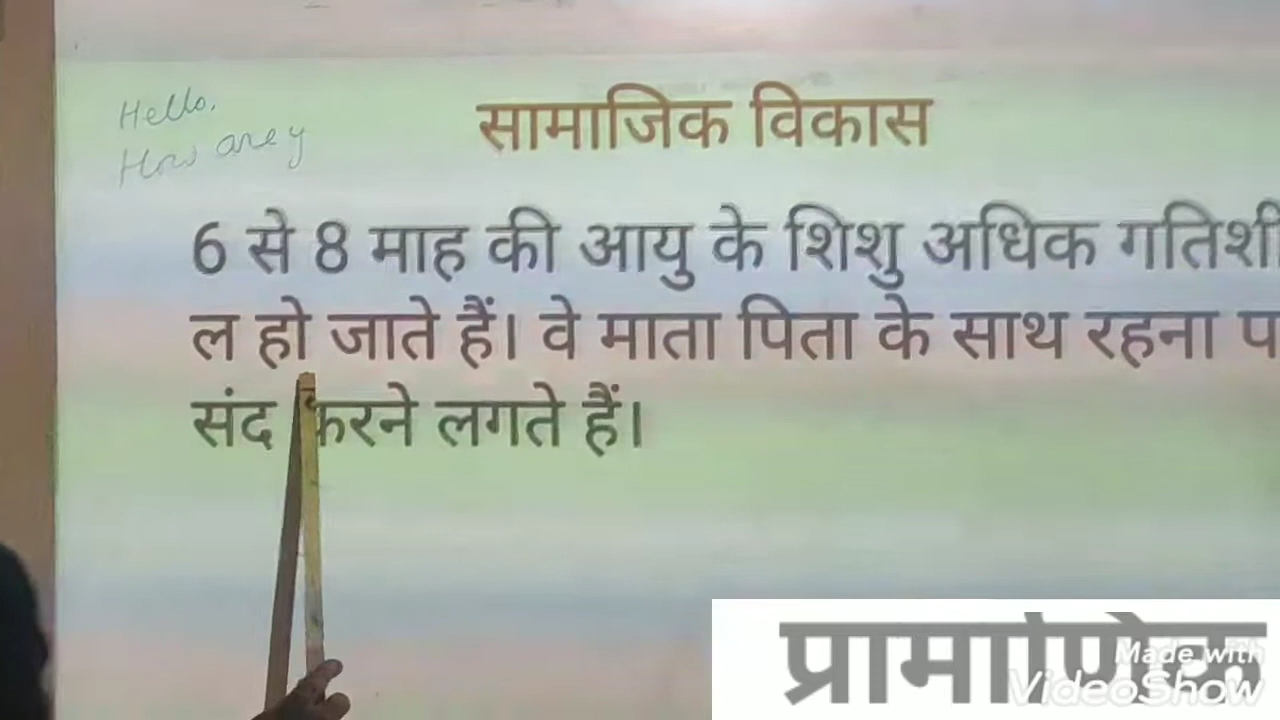 Hello,
How are y
सामाजिक विकास
6 से 8 माह की आयु के शिशु अधिक गतिशी
ल हो जाते हैं। वे माता पिता के साथ रहना प
संद करने लगते हैं।
प्रामाणिक
Made with
VideoShow